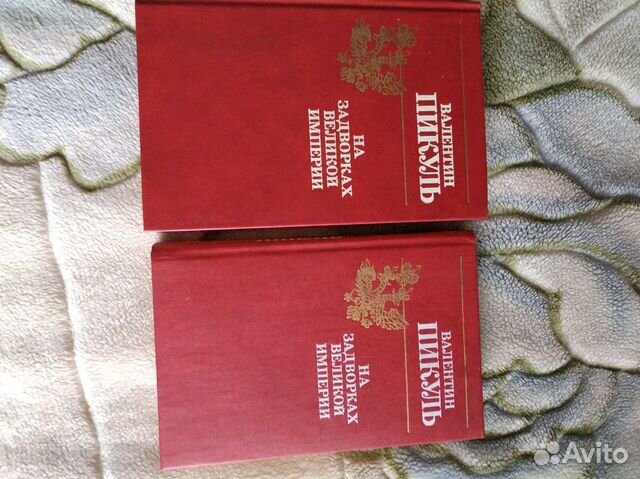 ВАЛЕНТИН
ПИКУЛЬ
НА
ЗАДВОРКАХ
ВЕЛИКОЙ
ИМПЕРИИ
ВАЛЕНТИН
ПИКУЛЬ
НА
ЗАДВОРКАХ
ВЕЛИКОЙ
ИМПЕРИИ
Avito